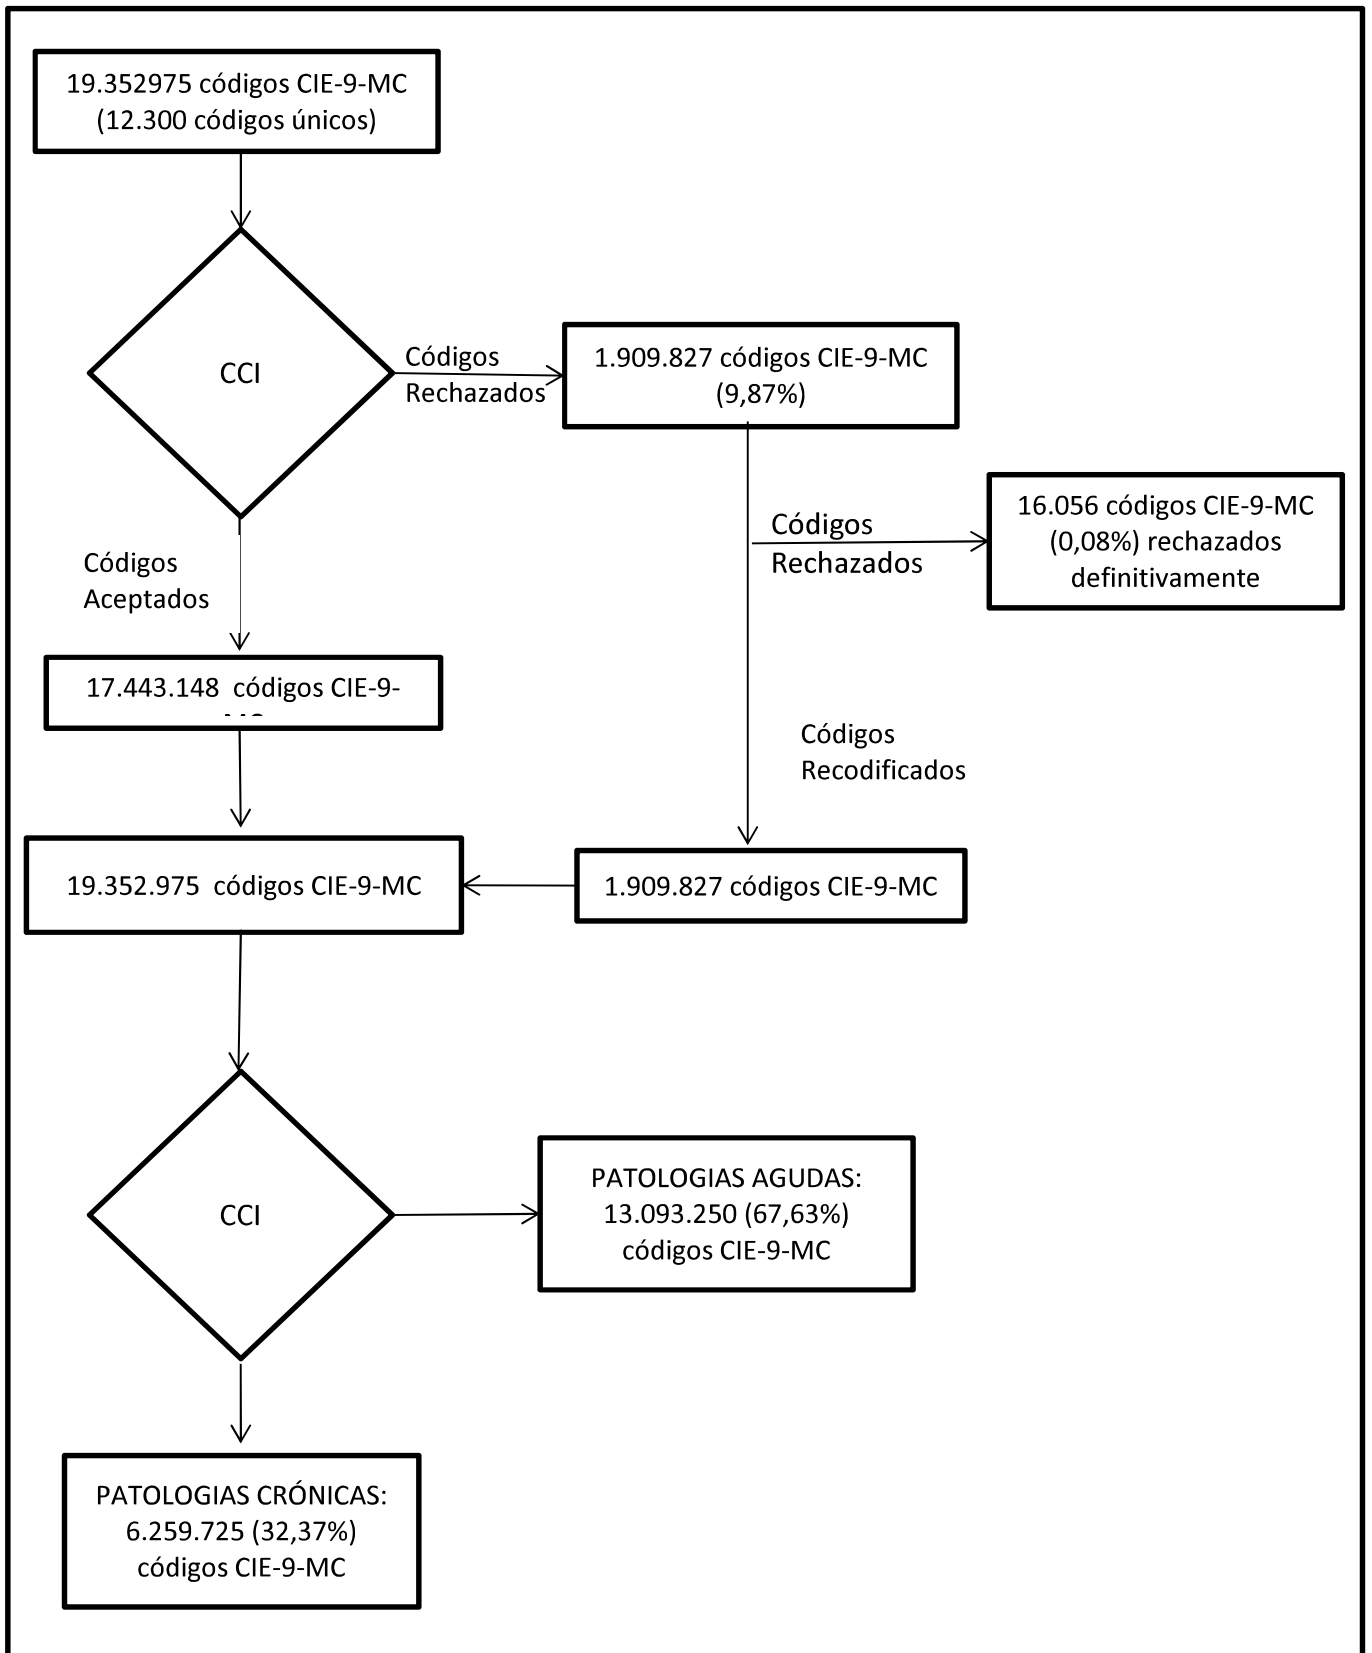 19.352975 códigos CIE-9-MC
(12.300 códigos únicos)
CCI
Códigos
Rechazados
1.909.827 códigos CIE-9-MC
(9,87%)
Códigos
Rechazados
16.056 códigos CIE-9-MC
(0,08%) rechazados
definitivamente
Códigos
Aceptados
17.443.148 códigos CIE-9-
Códigos
Recodificados
19.352.975 códigos CIE-9-MC
1.909.827 códigos CIE-9-MC
CCI
PATOLOGIAS AGUDAS:
13.093.250 (67,63%)
códigos CIE-9-MC
PATOLOGIAS CRÓNICAS:
6.259.725 (32,37%)
códigos CIE-9-MC